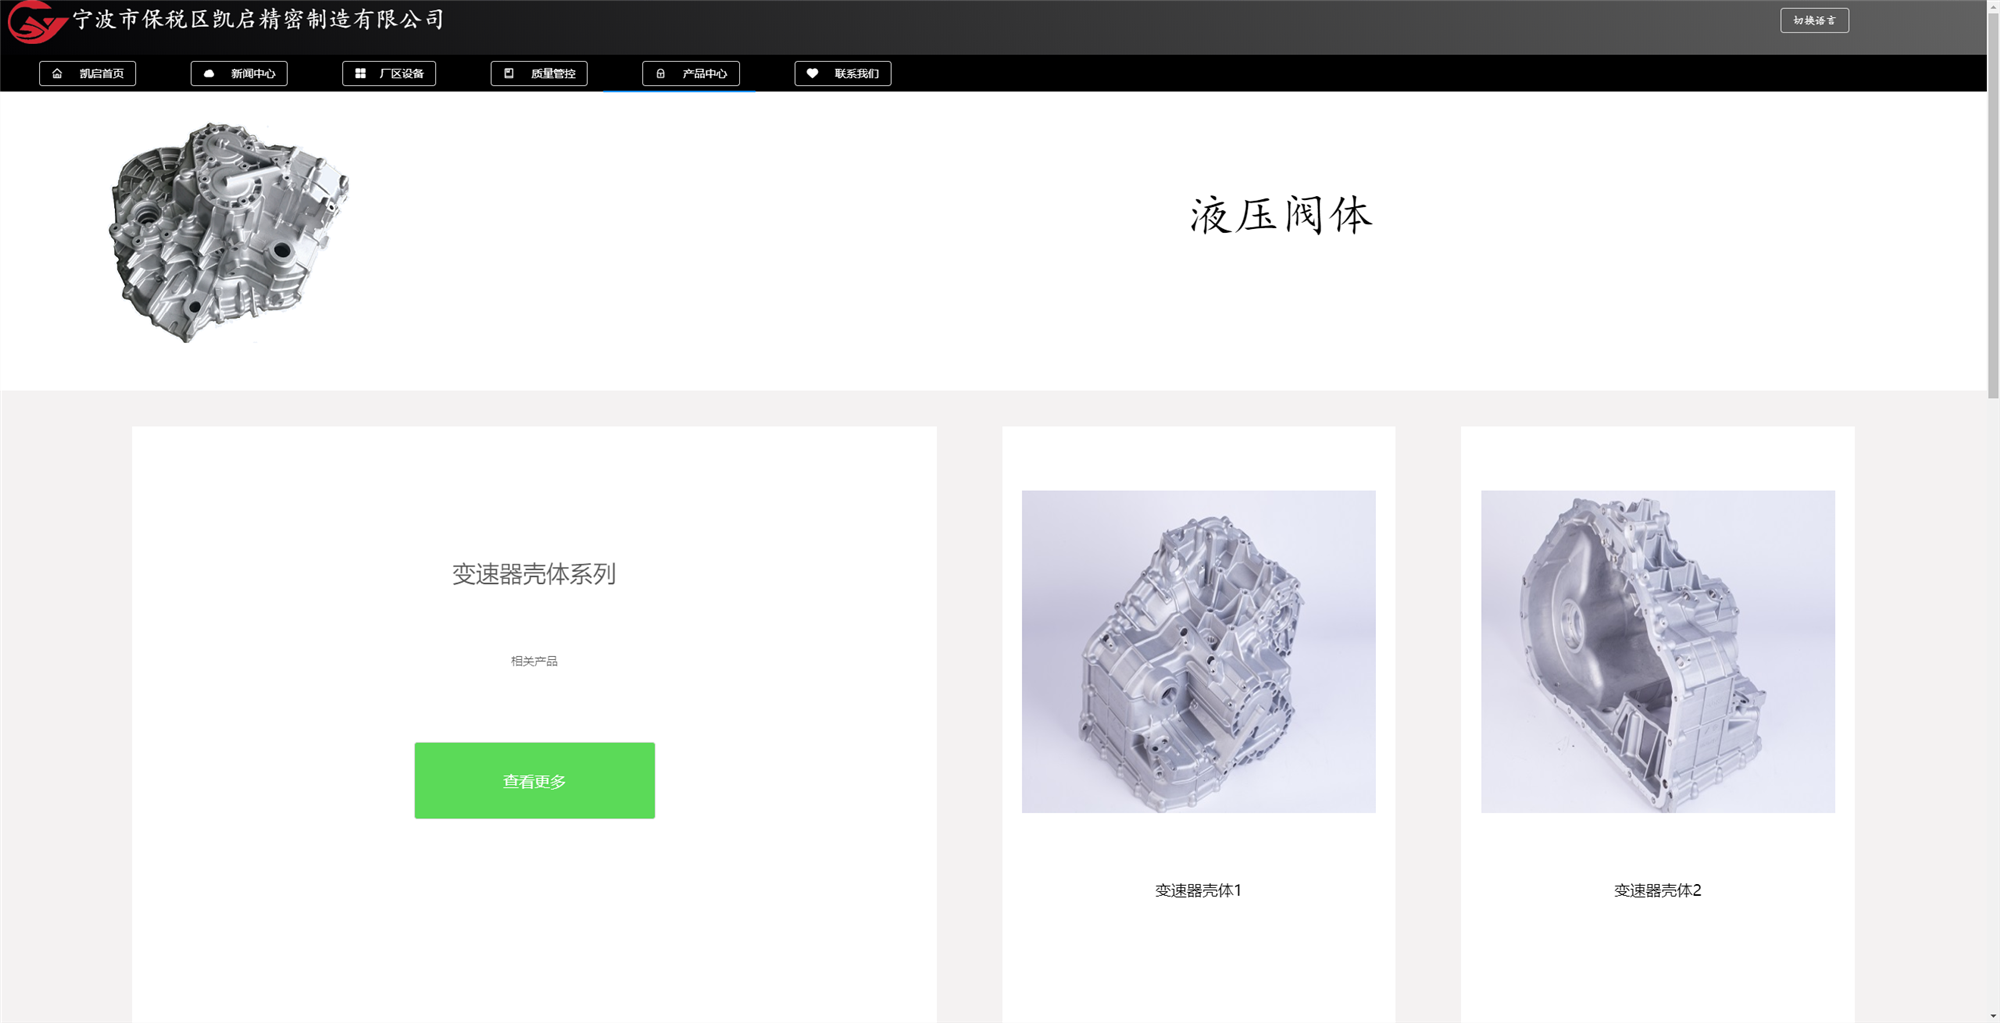 宁波市保税区凯启精密制造有限公司
切换语言
凯启首页
新闻中心
厂区设备
质量管控
产品中心
联系我们
液压阀体
变速器壳体系列
相关产品
查看更多
变速器壳体1
变速器壳体2